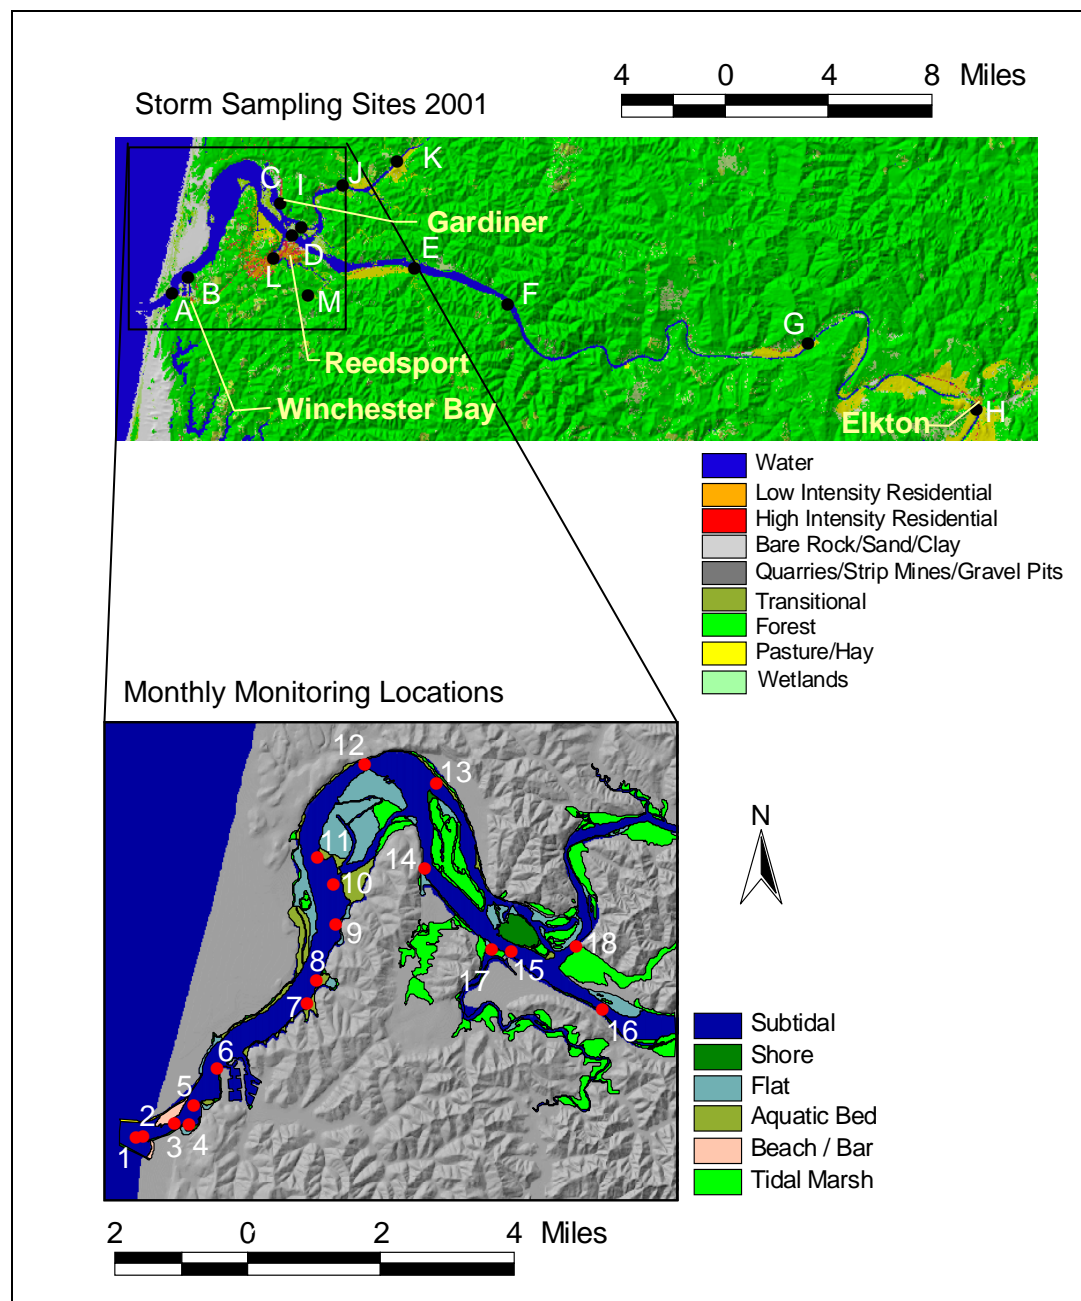 4 0 4 8 Miles
Storm Sampling Sites 2001
K
J
C I
Gardiner
D
E
L
B
M
A
F
G
Reedsport
Winchester Bay
Elkton H
Water
Low Intensity Residential
High Intensity Residential
Bare Rock/Sand/Clay
Quarries/Strip Mines/Gravel Pits
Transitional
Forest
Pasture/Hay
Wetlands
Monthly Monitoring Locations
12
13
N
11
14
10
9
18
8
17 15
7
16
6
5
2
3 4
1
Subtidal
Shore
Flat
Aquatic Bed
Beach / Bar
Tidal Marsh
2 0 2 4 Miles